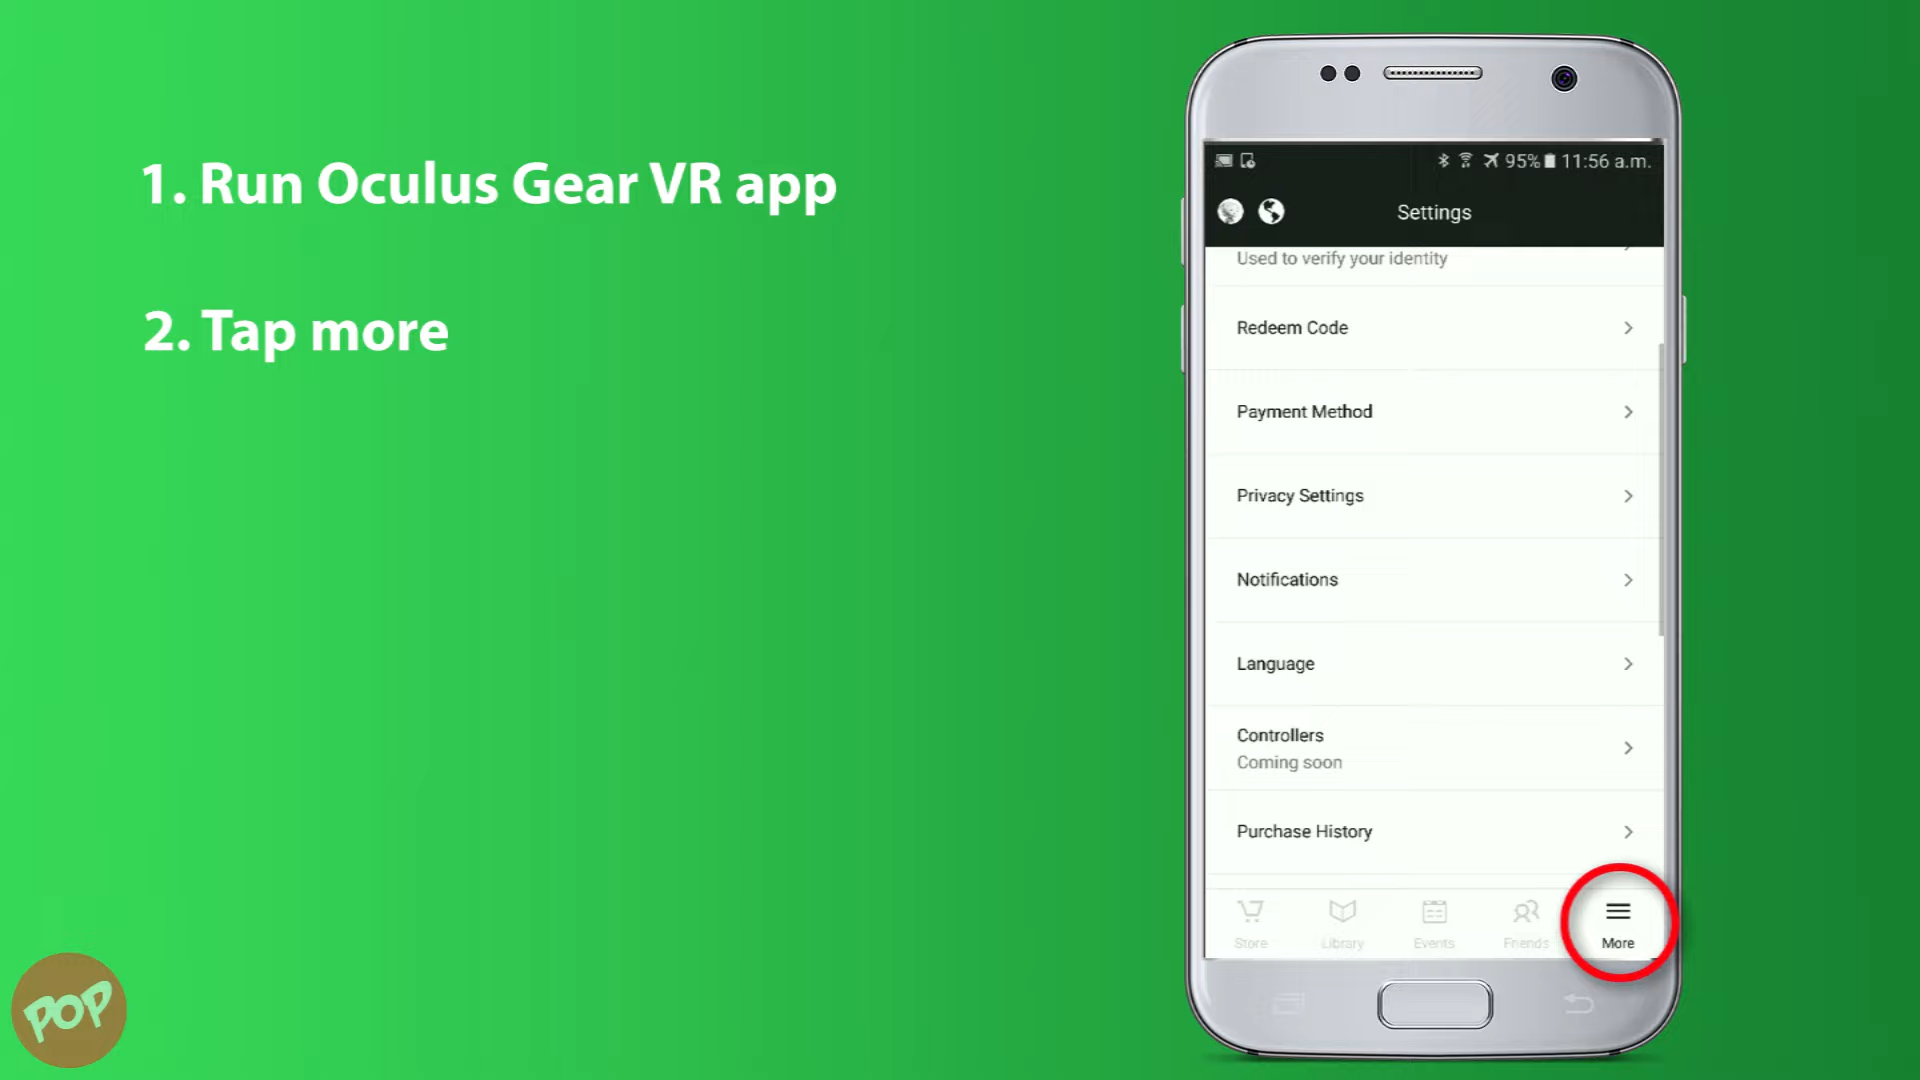 1. Run Oculus Gear VR app
2. Tap more
95% 11:56 a.m.
Settings
Used to verify your identity
Redeem Code
Payment Method
Privacy Settings
Notifications
Language
Controllers
Coming soon
Purchase History
Store Library Events Friends More
POP